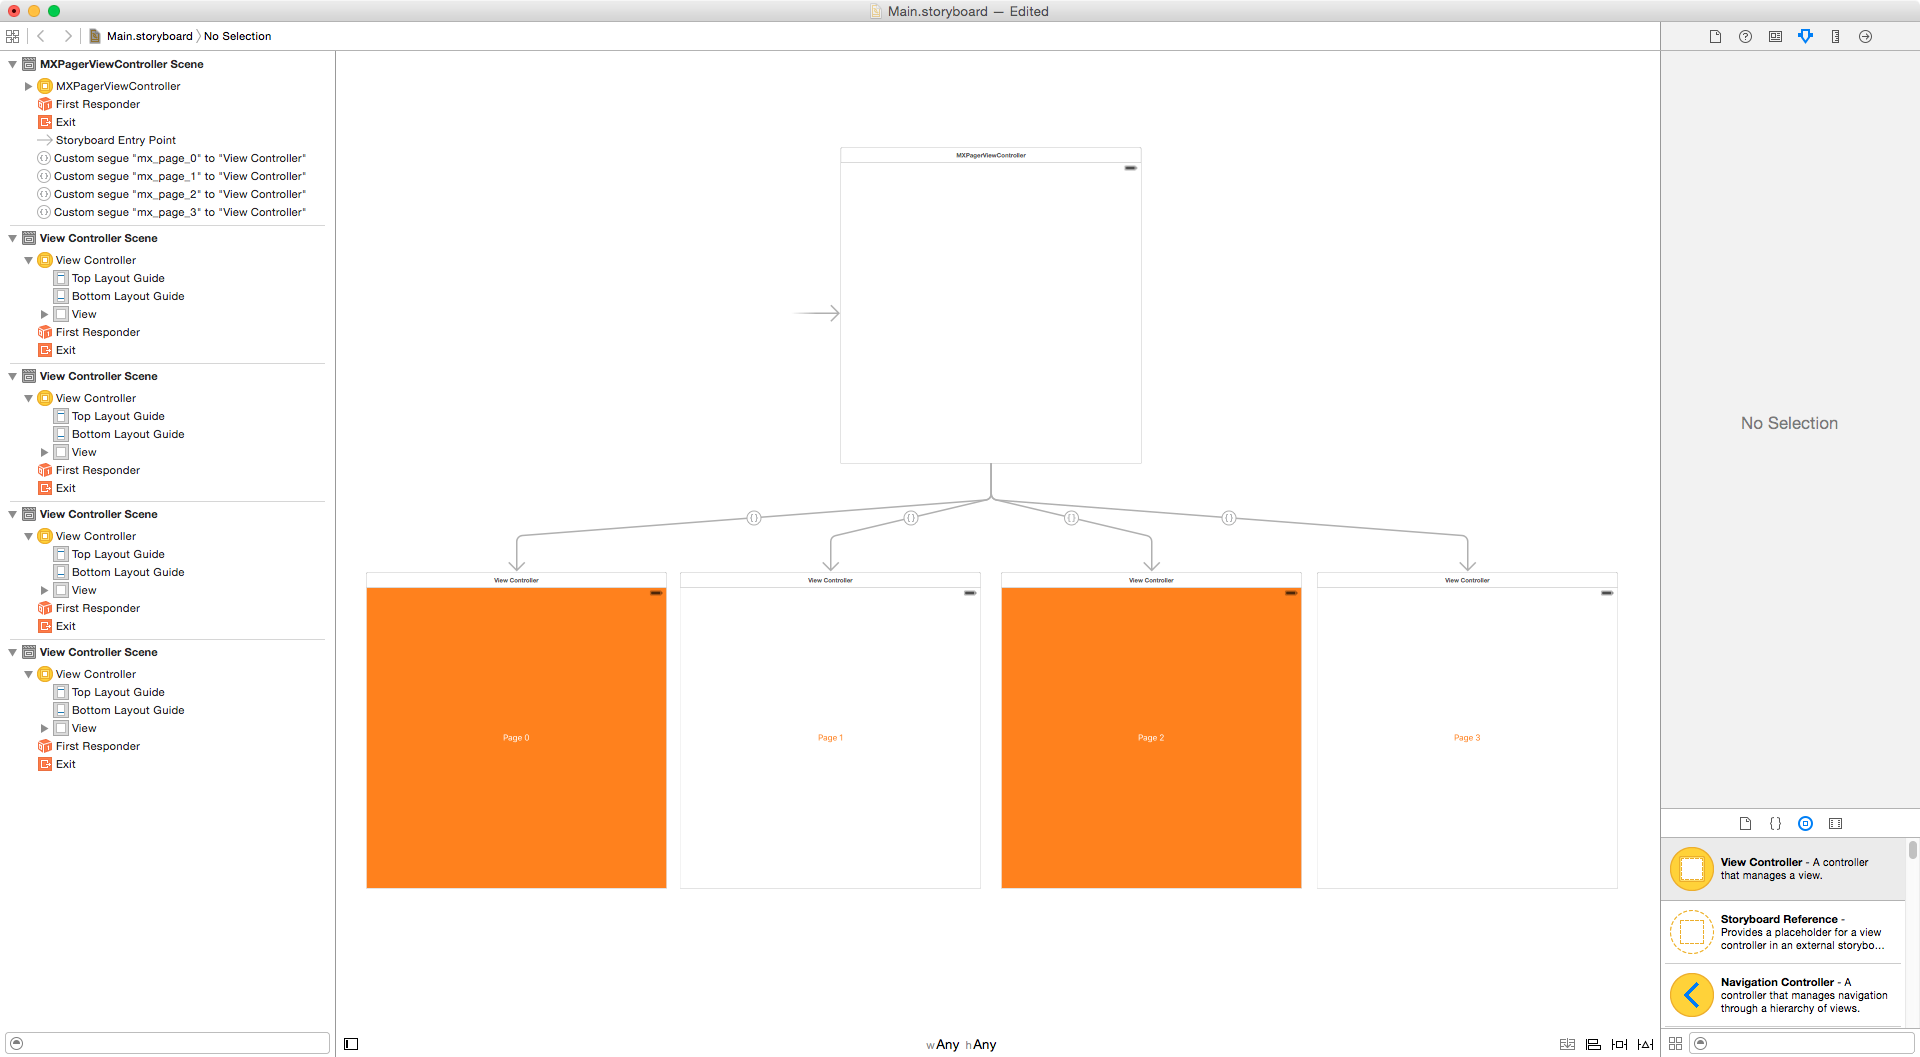 Main.storyboard — Edited
Main.storyboard No Selection
MXPagerViewController Scene
MXPagerViewController
First Responder
Exit
Storyboard Entry Point
Custom segue "mx_page_0" to "View Controller"
Custom segue "mx_page_1" to "View Controller"
Custom segue "mx_page_2" to "View Controller"
Custom segue "mx_page_3" to "View Controller"
View Controller Scene
View Controller
Top Layout Guide
Bottom Layout Guide
View
First Responder
Exit
View Controller Scene
View Controller
Top Layout Guide
Bottom Layout Guide
View
First Responder
Exit
View Controller Scene
View Controller
Top Layout Guide
Bottom Layout Guide
View
First Responder
Exit
View Controller Scene
View Controller
Top Layout Guide
Bottom Layout Guide
View
First Responder
Exit
MXPagerViewController
View Controller
Page 0
View Controller
Page 1
View Controller
Page 2
View Controller
Page 3
wAny hAny
No Selection
View Controller - A controller
that manages a view.
Storyboard Reference -
Provides a placeholder for a view
controller in an external storybo...
Navigation Controller - A
controller that manages navigation
through a hierarchy of views.